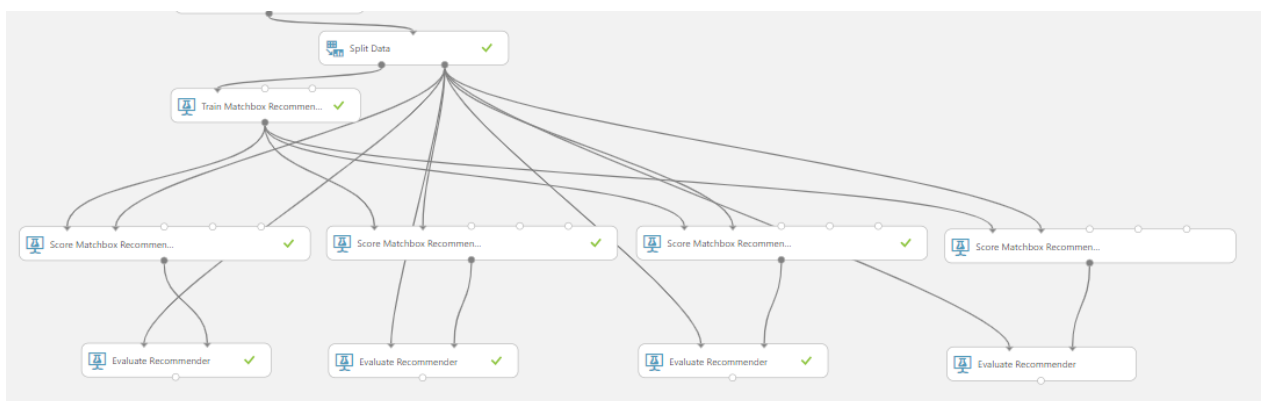 Split Data
Train Matchbox Recommen...
Score Matchbox Recommen...
Score Matchbox Recommen...
Score Matchbox Recommen...
Score Matchbox Recommen...
Evaluate Recommender
Evaluate Recommender
Evaluate Recommender
Evaluate Recommender